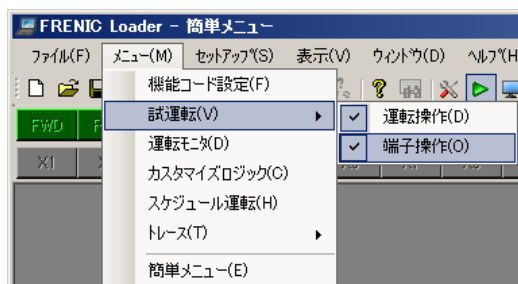 FRENIC Loader - 簡単メニュー
ファイル(F) メニュー(M) セットアップ(S) 表示(V) ウィンドウ(D) ヘルプ(H
機能コード設定(F)
試運転(V)
運転操作(D)
FWD
運転モニタ(D)
端子操作(O)
X1
カスタマイズロジック(C)
スケジュール運転(H)
トレース(T)
簡単メニュー(E)